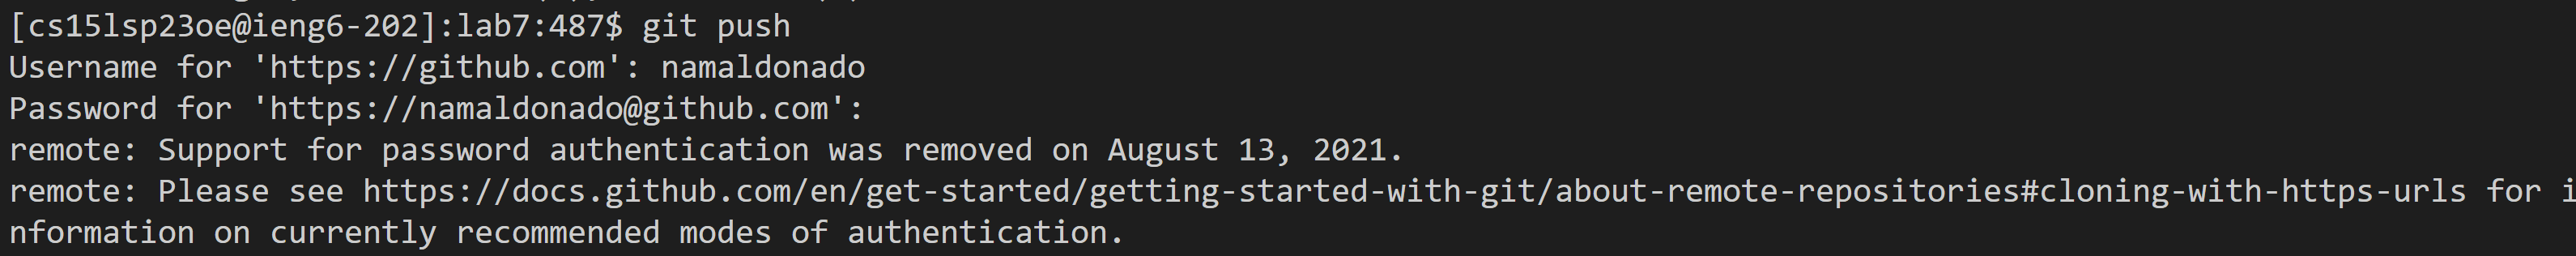 [cs15lsp23oe@ieng6-202]:lab7:487$ git push
Username for 'https://github.com': namaldonado
Password for 'https://namaldonado@github.com':
remote: Support for password authentication was removed on August 13, 2021.
remote: Please see https://docs.github.com/en/get-started/getting-started-with-git/about-remote-repositories#cloning-with-https-urls for i
nformation on currently recommended modes of authentication.